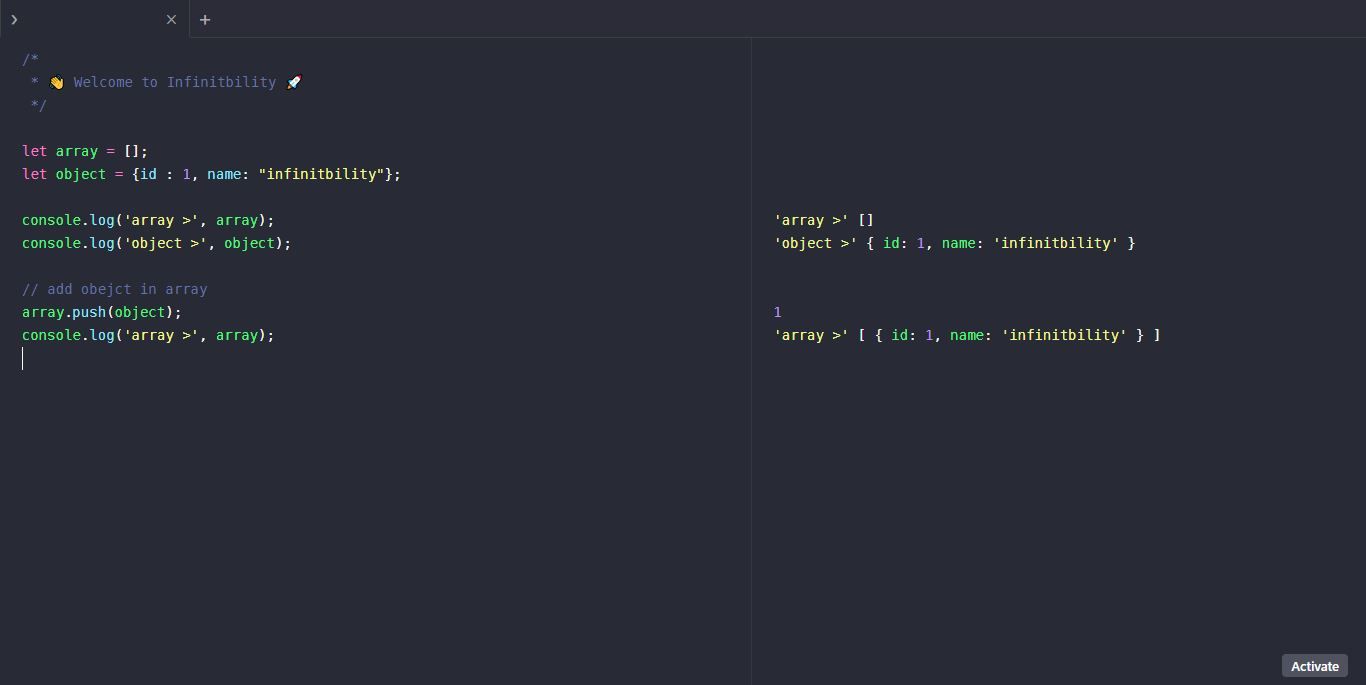 /*
* 👋 Welcome to Infinitbility 🚀
*/
let array = [];
let object = {id : 1, name: "infinitbility"};
console.log('array >', array);
console.log('object >', object);
// add obejct in array
array.push(object);
console.log('array >', array);
'array >' []
'object >' { id: 1, name: 'infinitbility' }
1
'array >' [ { id: 1, name: 'infinitbility' } ]
Activate